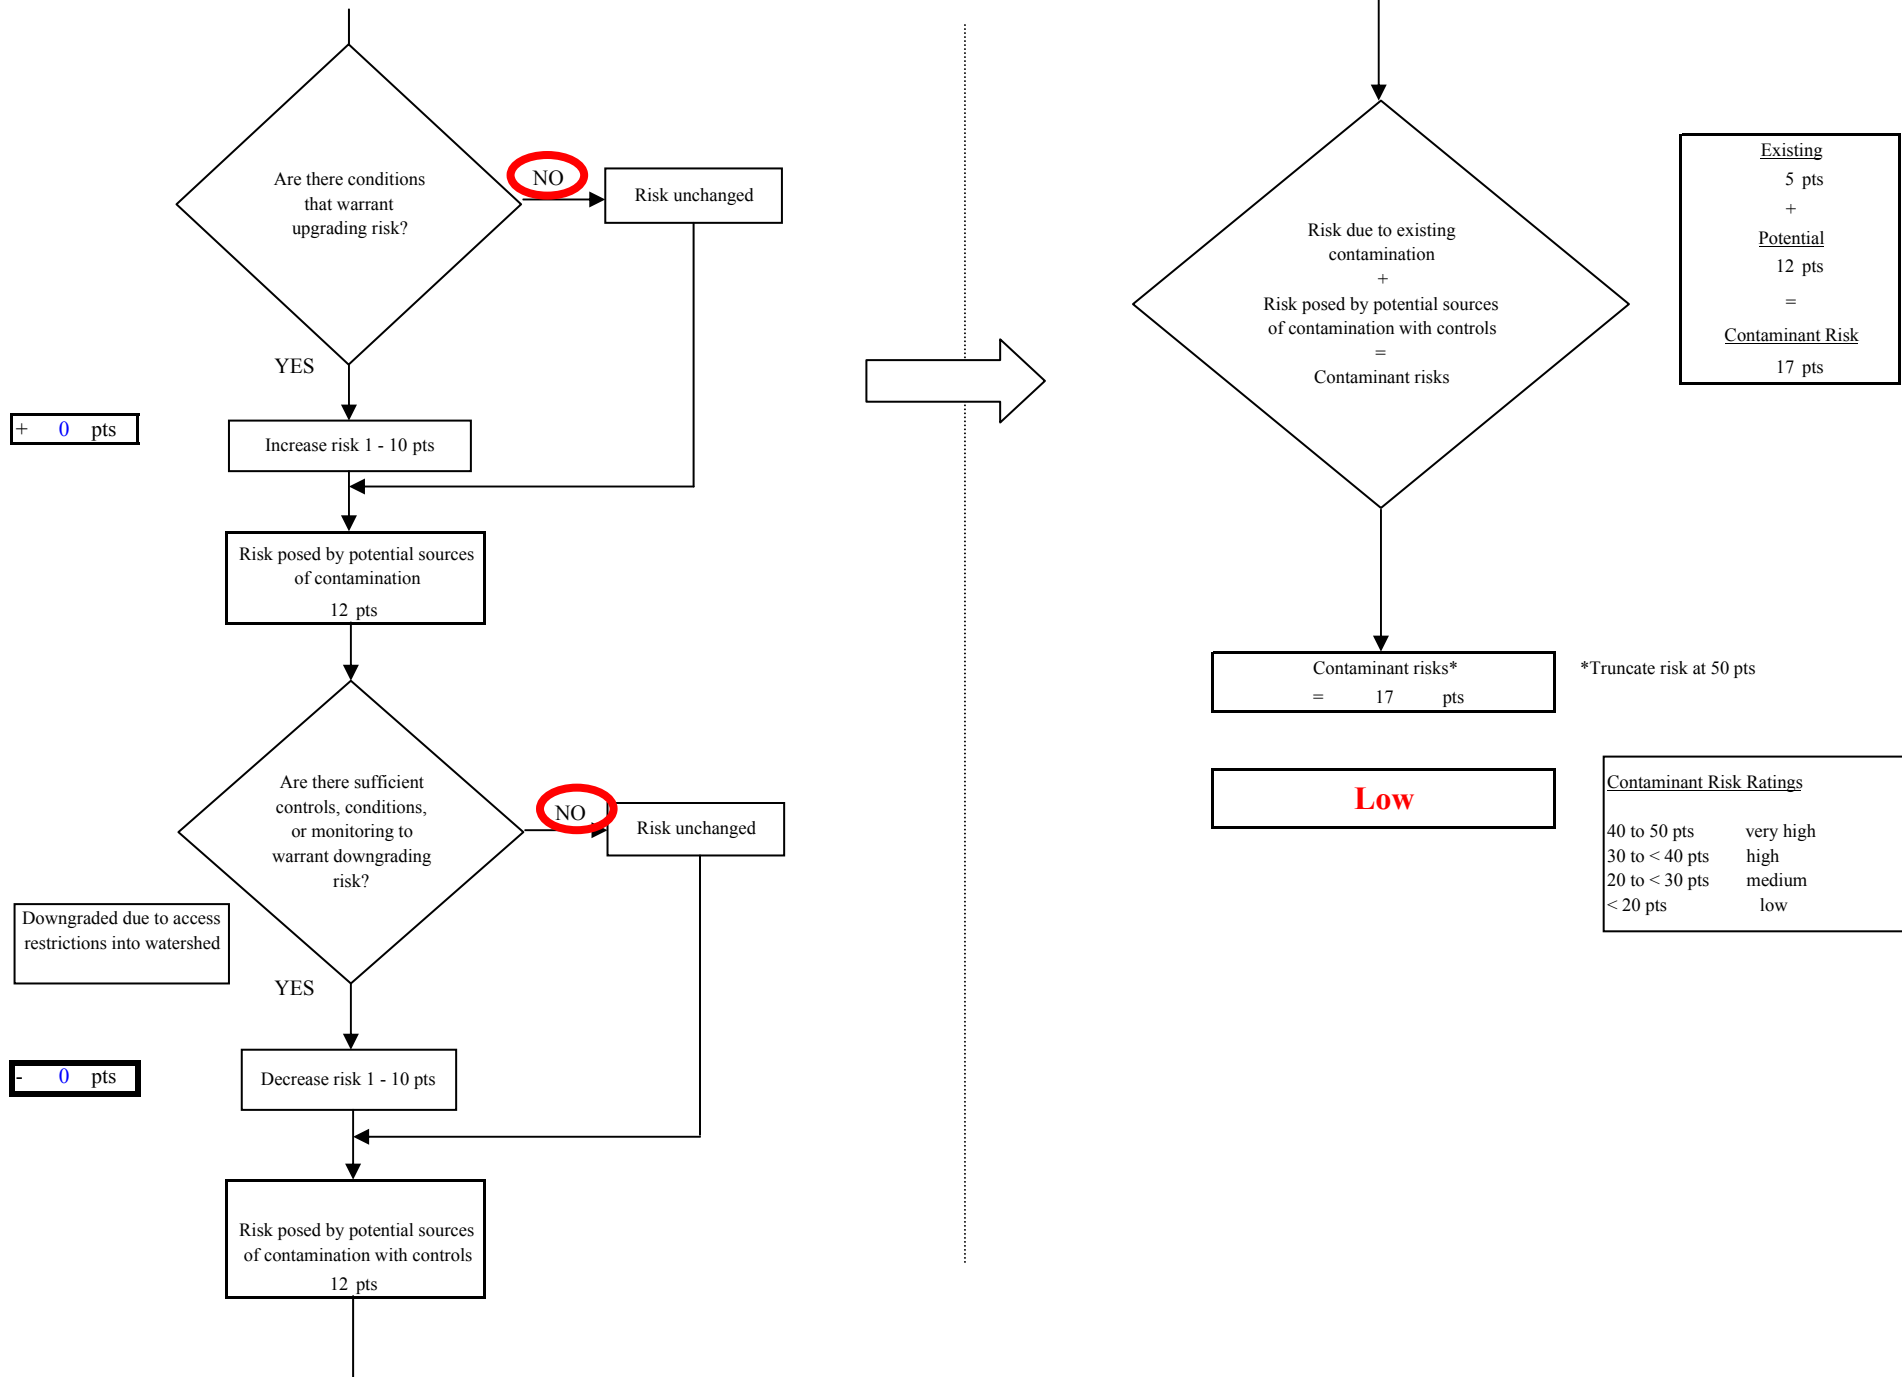 Are there conditions
that warrant
upgrading risk?
NO
Risk unchanged
YES
+ 0 pts
Increase risk 1 - 10 pts
Risk posed by potential sources
of contamination
12 pts
Are there sufficient
controls, conditions,
or monitoring to
warrant downgrading
risk?
NO
Risk unchanged
Downgraded due to access
restrictions into watershed
YES
- 0 pts
Decrease risk 1 - 10 pts
Risk posed by potential sources
of contamination with controls
12 pts
Risk due to existing
contamination
+
Risk posed by potential sources
of contamination with controls
=
Contaminant risks
Existing
5 pts
+
Potential
12 pts
=
Contaminant Risk
17 pts
Contaminant risks*
= 17 pts
*Truncate risk at 50 pts
Low
Contaminant Risk Ratings
40 to 50 pts very high
30 to < 40 pts high
20 to < 30 pts medium
< 20 pts low